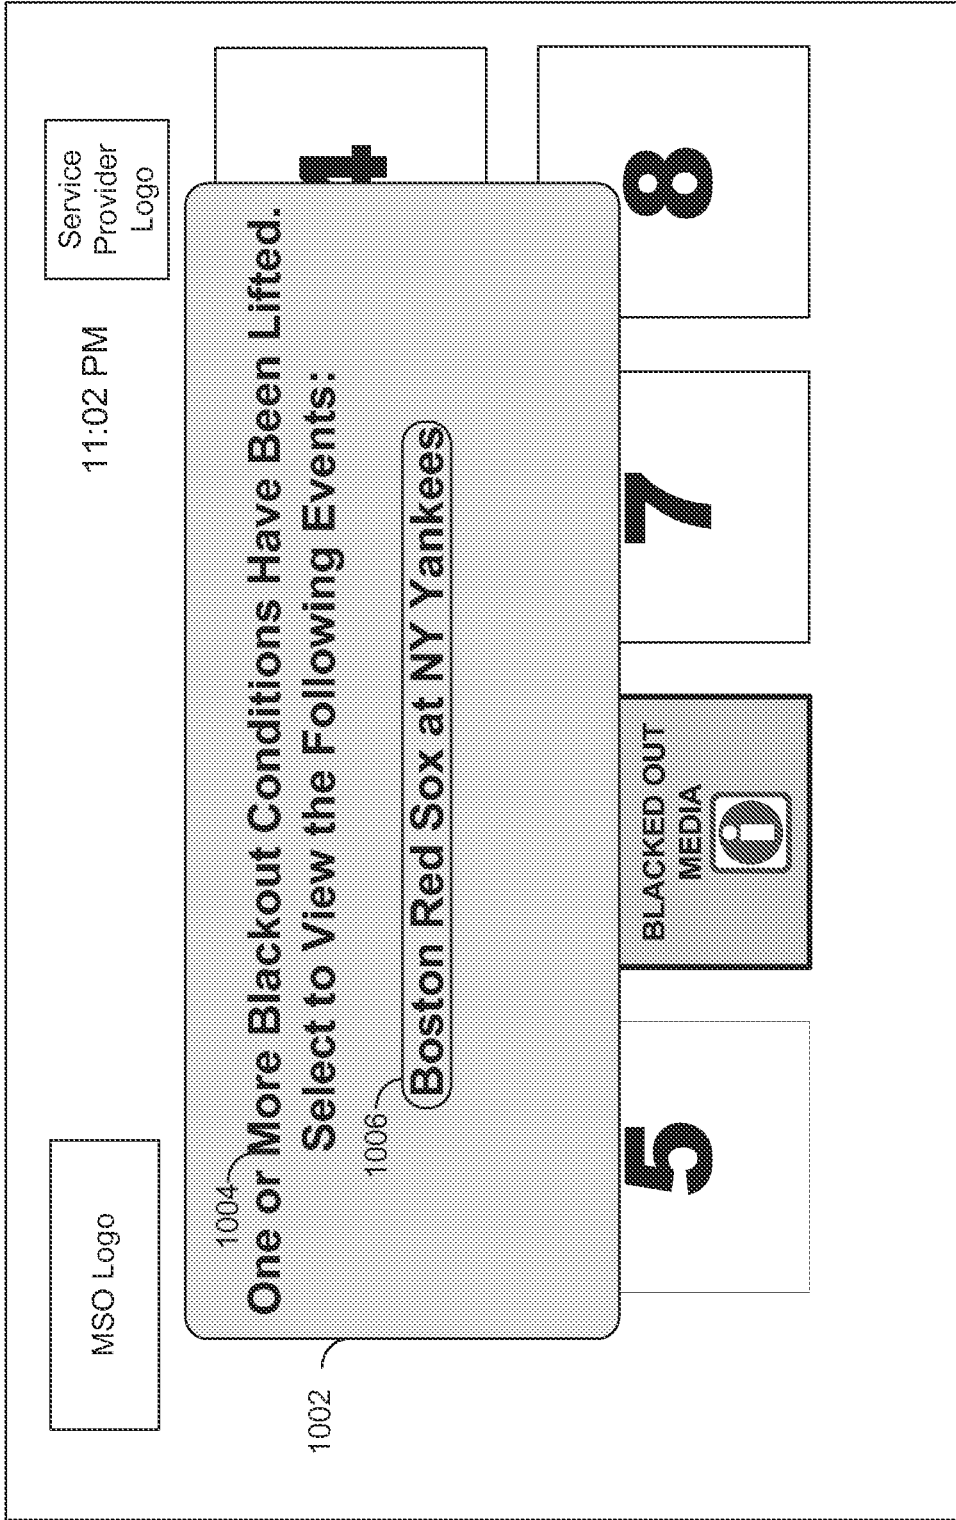 MSO Logo
11:02 PM
Service
Provider
Logo
1002
1004
One or More Blackout Conditions Have Been Lifted.
Select to View the Following Events:
1006
Boston Red Sox at NY Yankees
4
5
BLACKED OUT
MEDIA
i
7
8